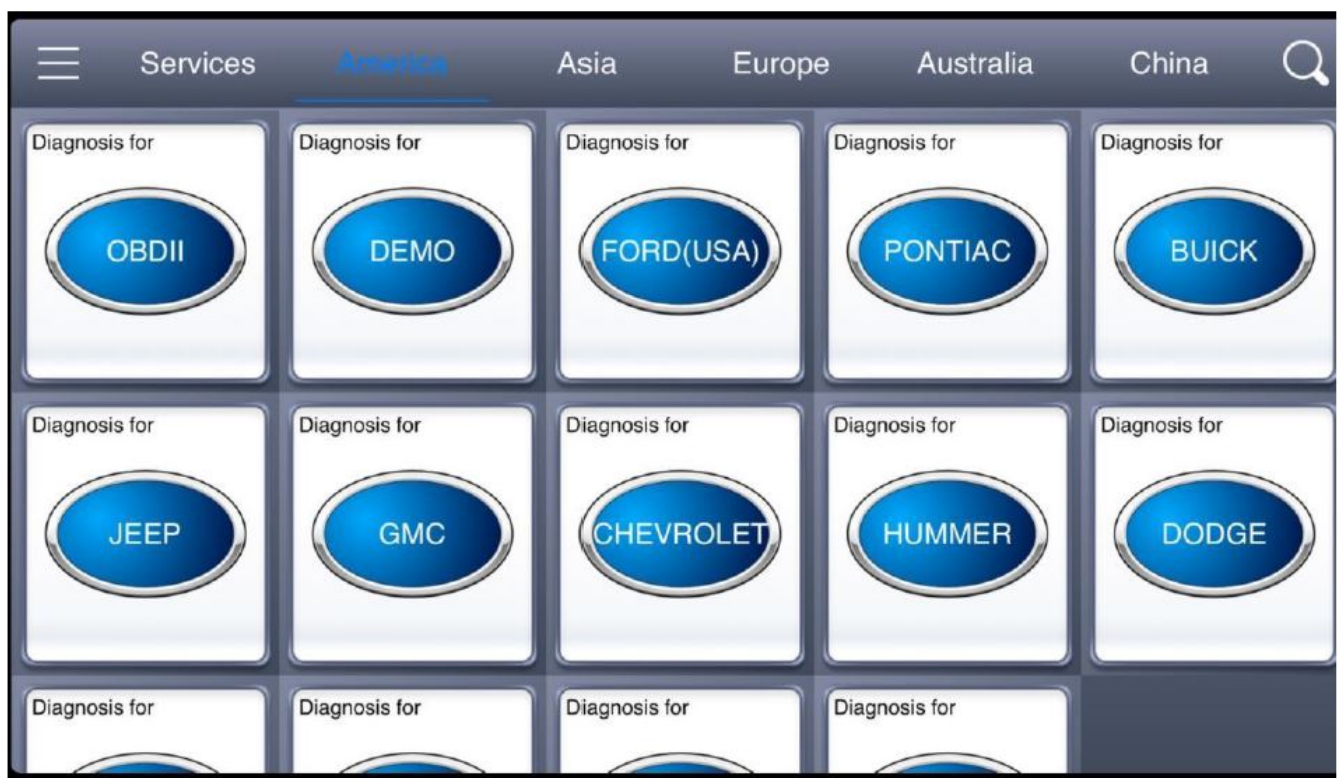 Services America Asia Europe Australia China
Diagnosis for Diagnosis for Diagnosis for Diagnosis for Diagnosis for
OBDII DEMO FORD(USA) PONTIAC BUICK
Diagnosis for Diagnosis for Diagnosis for Diagnosis for Diagnosis for
JEEP GMC CHEVROLET HUMMER DODGE
Diagnosis for Diagnosis for Diagnosis for Diagnosis for